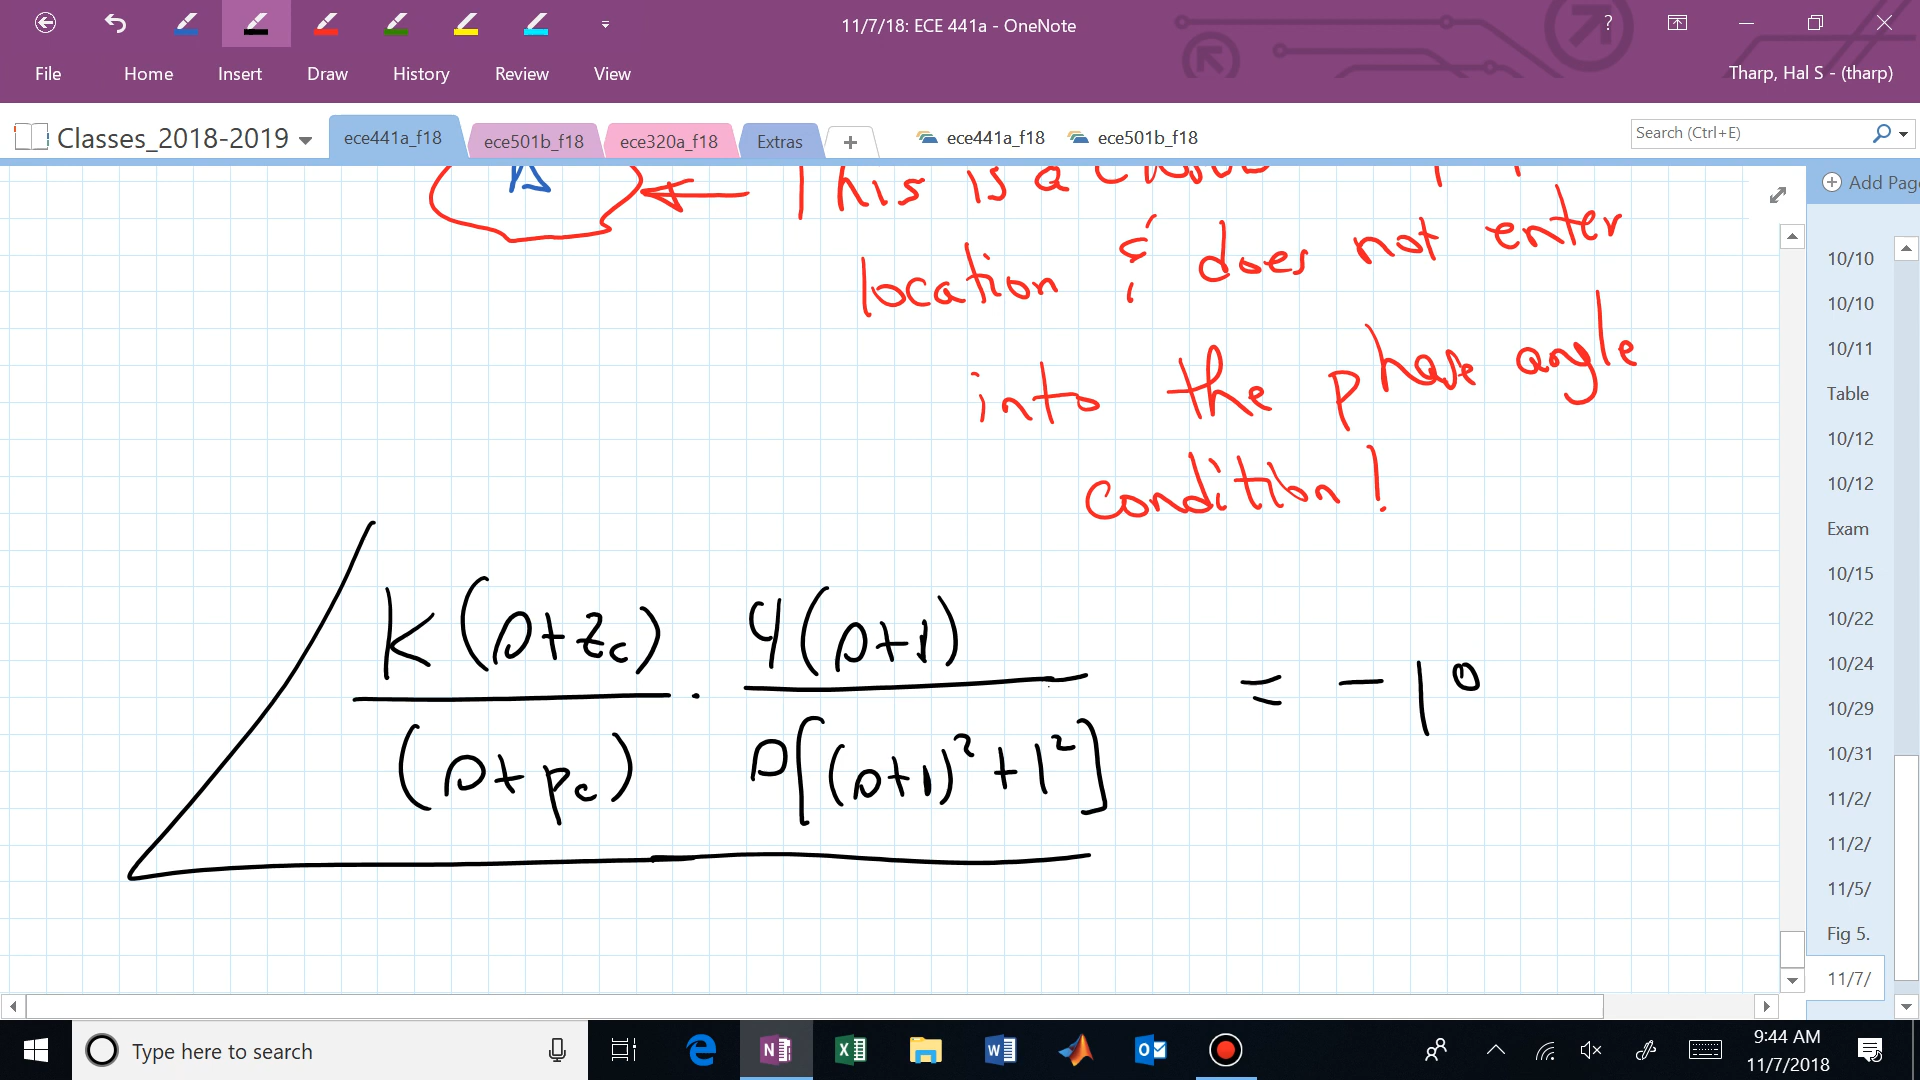 11/7/18: ECE 441a - OneNote
?
File Home Insert Draw History Review View
Tharp, Hal S - (tharp)
Classes_2018-2019
ece441a_f18
ece501b_f18
ece320a_f18
Extras
+
ece441a_f18
ece501b_f18
Search (Ctrl+E)
Add Page
10/10
10/10
10/11
Table
10/12
10/12
Exam
10/15
10/22
10/24
10/29
10/31
11/2/
11/2/
11/5/
Fig 5.
11/7/
This is a
location & does not enter
into the phase angle
condition!
K(s+zc) · 4(s+1) = -1°
(s+pc) s[(s+1)²+1²]
Type here to search
9:44 AM
11/7/2018